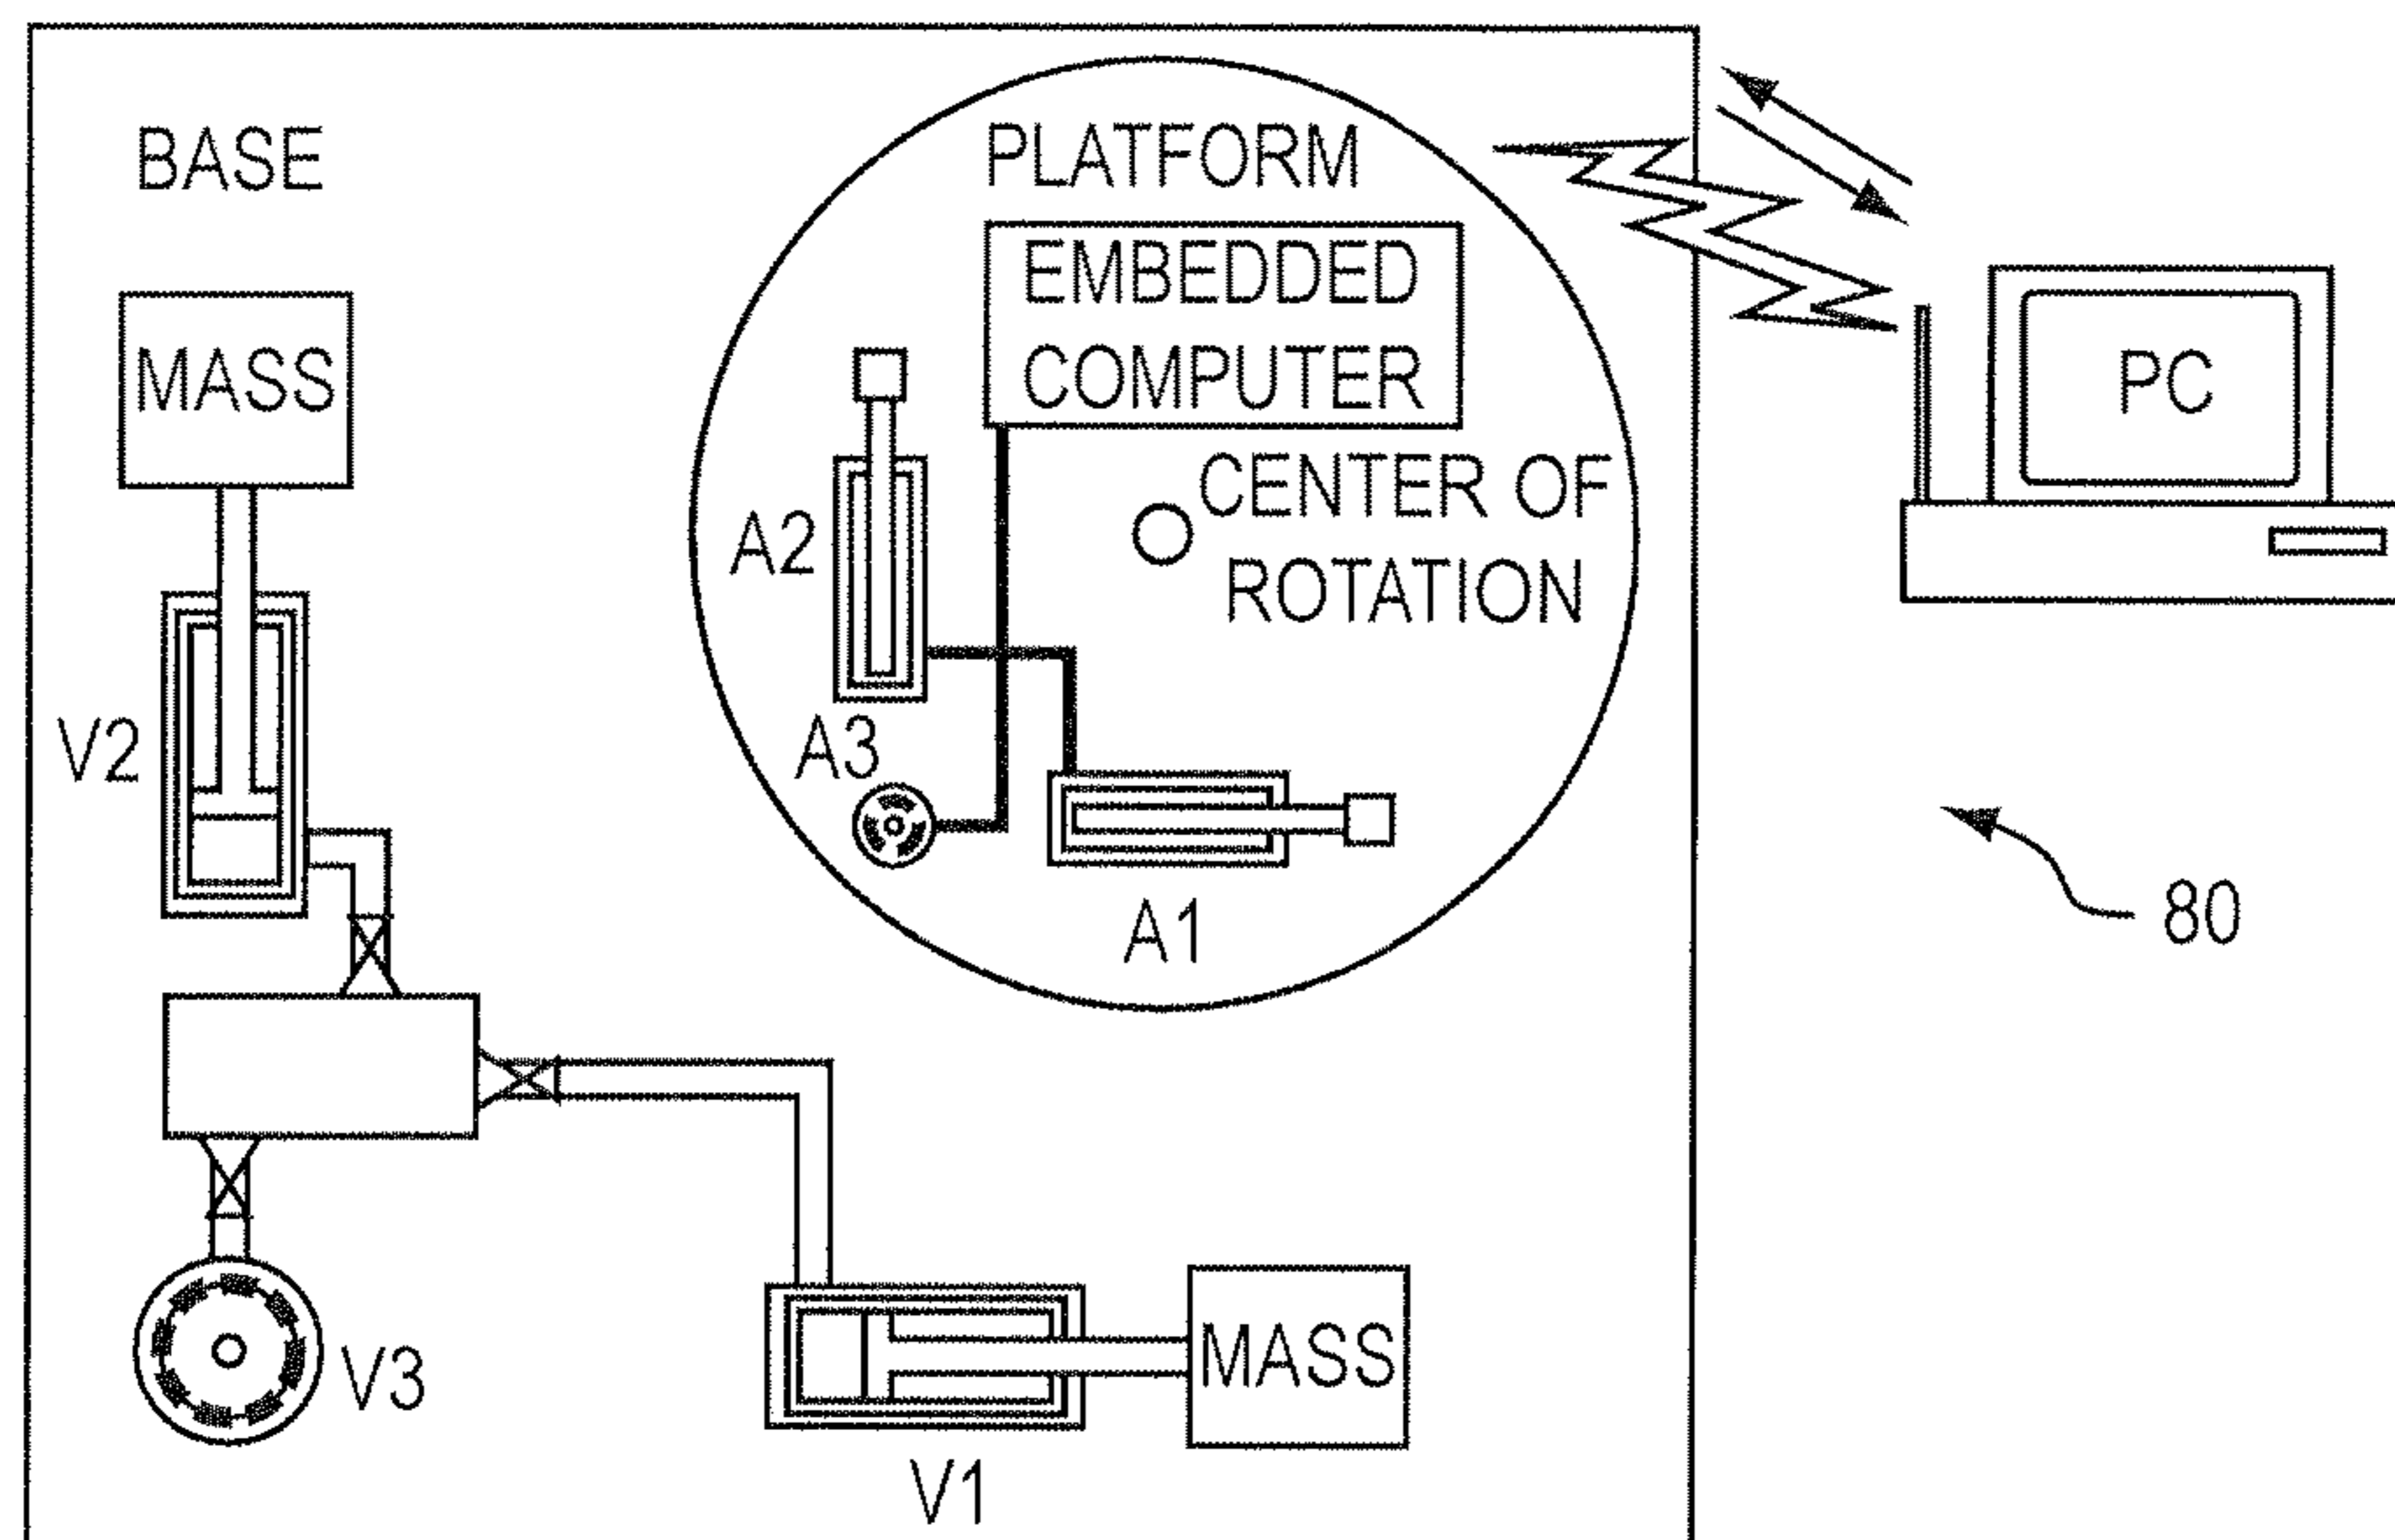 BASE
PLATFORM
EMBEDDED
COMPUTER
MASS
PC
CENTER OF
ROTATION
A2
V2
A3
A1
80
V3
MASS
V1